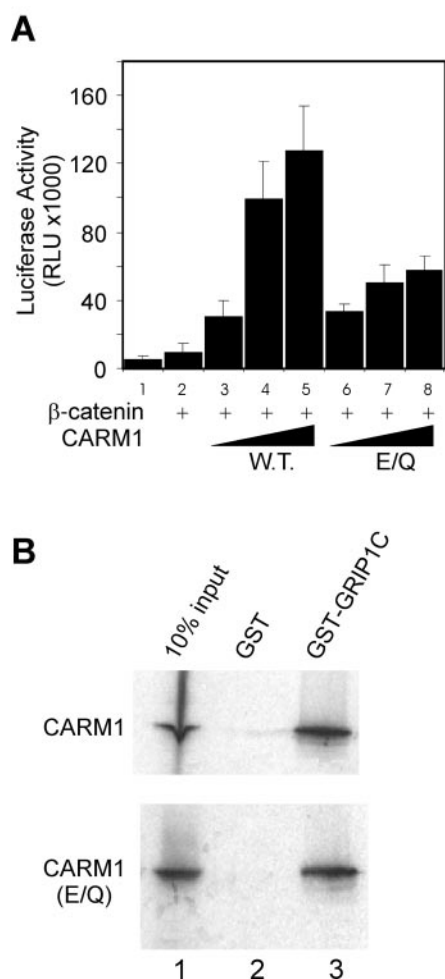 A
Luciferase Activity
(RLU x1000)
160
120
80
40
0
1 2 3 4 5 6 7 8
β-catenin + + + + + + +
CARM1
W.T. E/Q
B
10% input
GST
GST-GRIP1C
CARM1
CARM1
(E/Q)
1 2 3